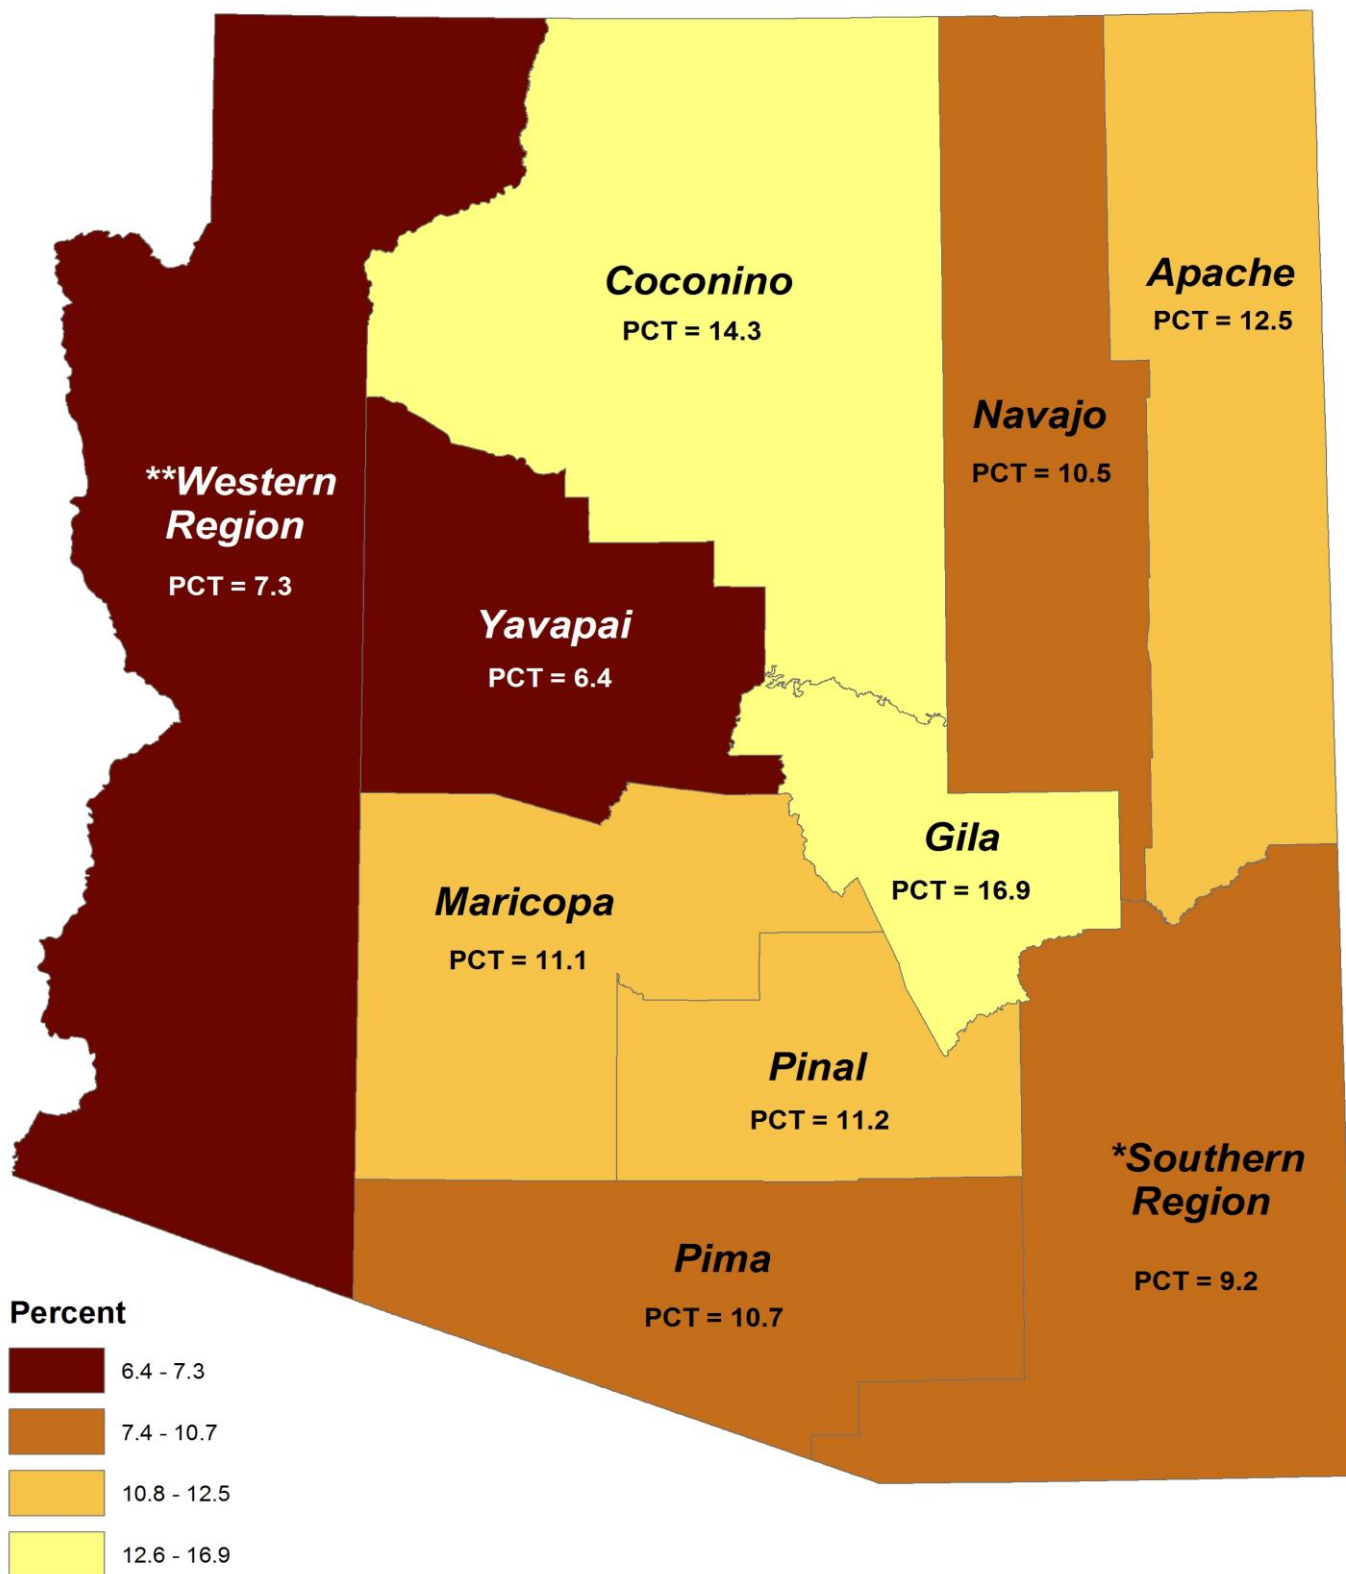 Coconino
PCT = 14.3
Apache
PCT = 12.5
Navajo
PCT = 10.5
**Western
Region
PCT = 7.3
Yavapai
PCT = 6.4
Gila
PCT = 16.9
Maricopa
PCT = 11.1
Pinal
PCT = 11.2
*Southern
Region
PCT = 9.2
Pima
PCT = 10.7
Percent
6.4 - 7.3
7.4 - 10.7
10.8 - 12.5
12.6 - 16.9